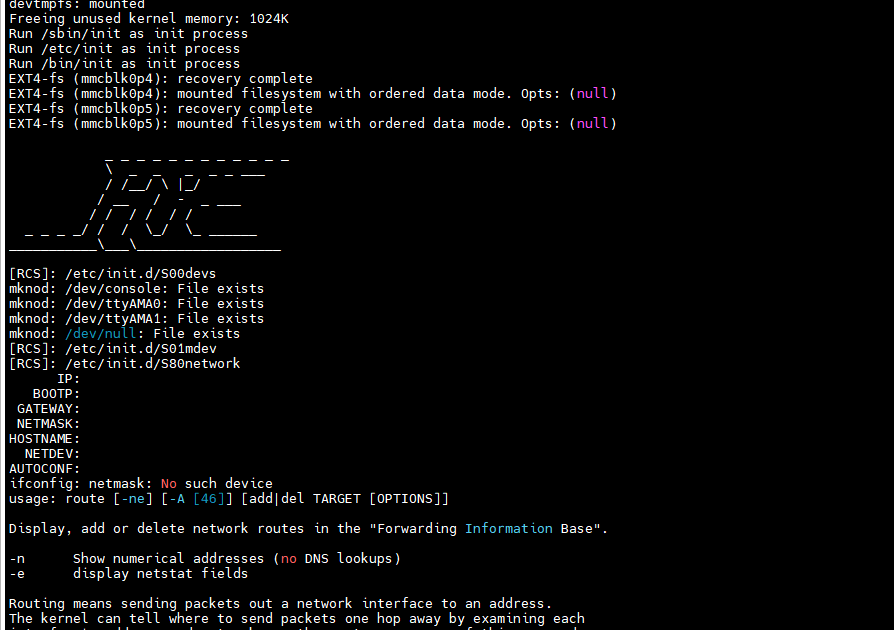 devtmpfs: mounted
Freeing unused kernel memory: 1024K
Run /sbin/init as init process
Run /etc/init as init process
Run /bin/init as init process
EXT4-fs (mmcblk0p4): recovery complete
EXT4-fs (mmcblk0p4): mounted filesystem with ordered data mode. Opts: (null)
EXT4-fs (mmcblk0p5): recovery complete
EXT4-fs (mmcblk0p5): mounted filesystem with ordered data mode. Opts: (null)
[RCS]: /etc/init.d/S00devs
mknod: /dev/console: File exists
mknod: /dev/ttyAMA0: File exists
mknod: /dev/ttyAMA1: File exists
mknod: /dev/null: File exists
[RCS]: /etc/init.d/S01mdev
[RCS]: /etc/init.d/S80network
IP:
BOOTP:
GATEWAY:
NETMASK:
HOSTNAME:
NETDEV:
AUTOCONF:
ifconfig: netmask: No such device
usage: route [-ne] [-A [46]] [add|del TARGET [OPTIONS]]
Display, add or delete network routes in the "Forwarding Information Base".
-n Show numerical addresses (no DNS lookups)
-e display netstat fields
Routing means sending packets out a network interface to an address.
The kernel can tell where to send packets one hop away by examining each